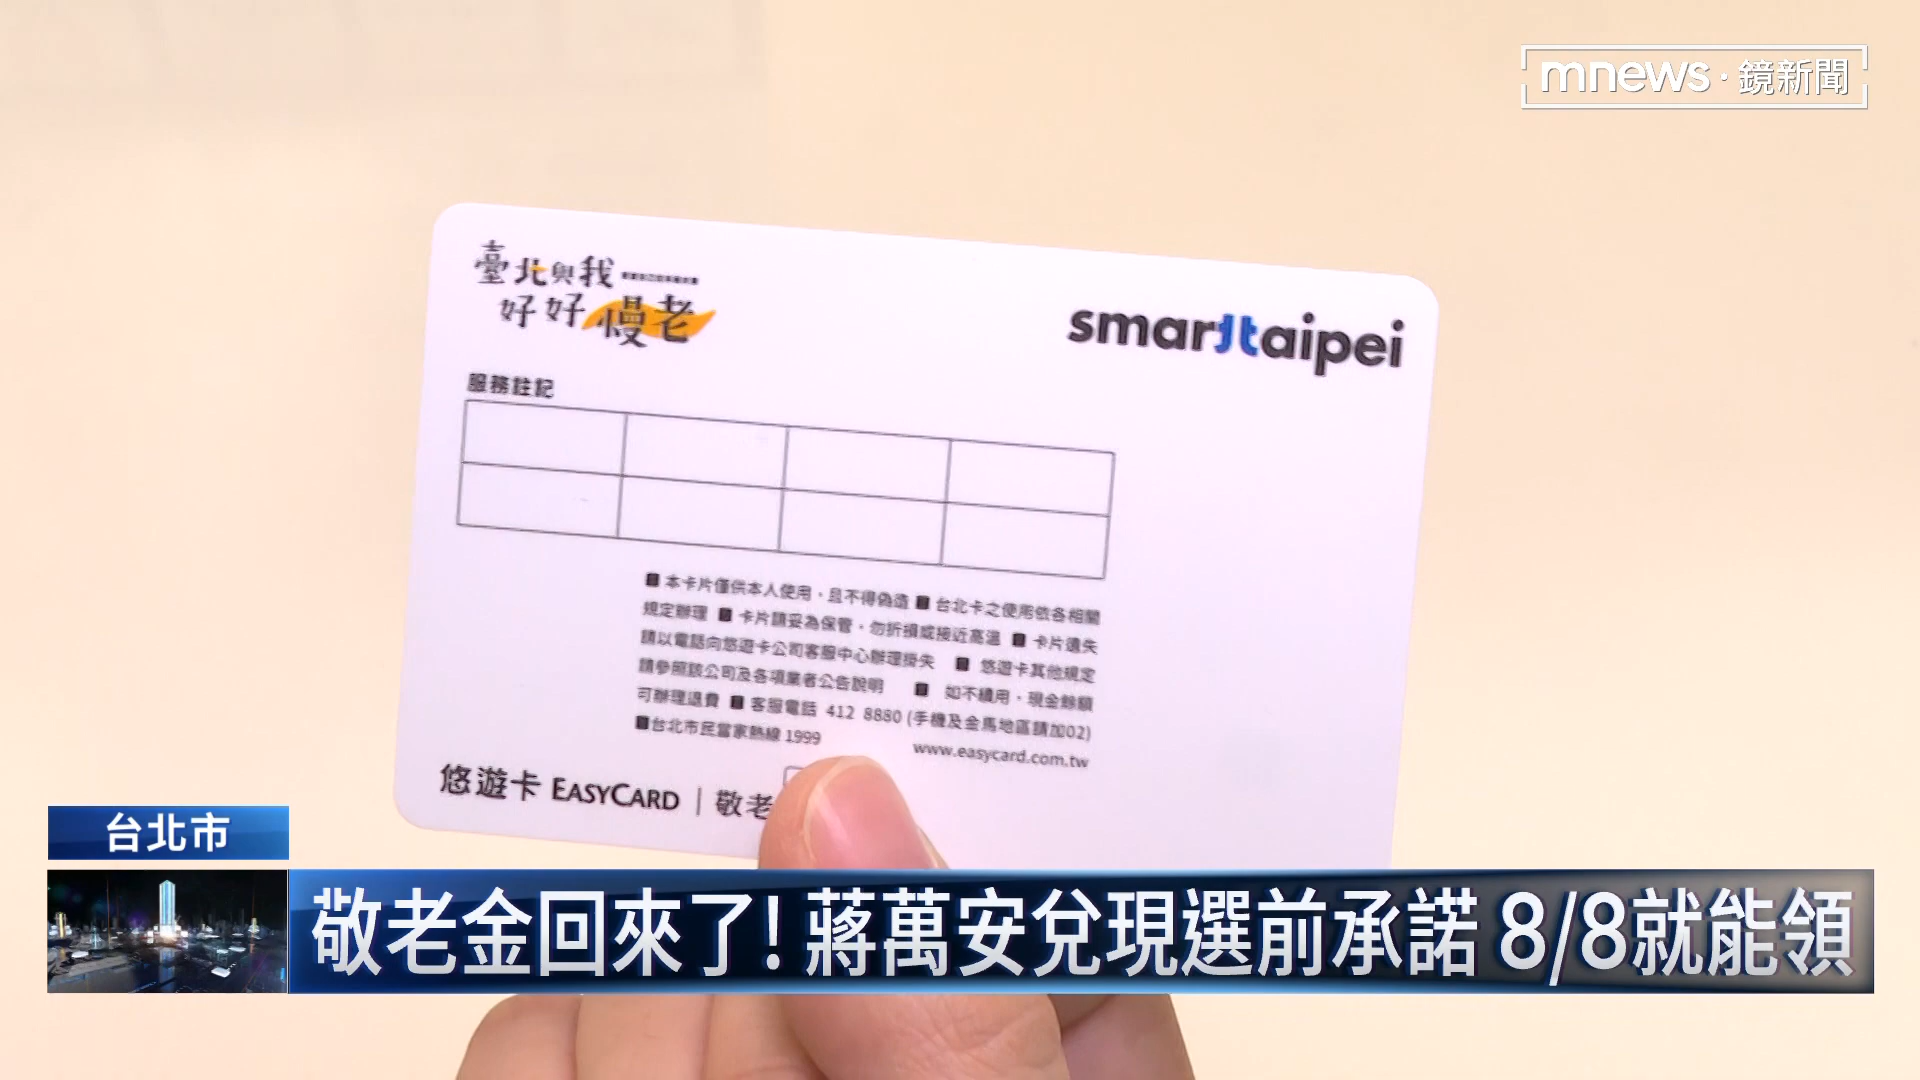 mnews·鏡新聞
臺北與我
好好慢老
smarttaipei
服務註記
■ 本卡片僅供本人使用，且不得偽造 ■ 台北卡之使用依各相關
規定辦理 ■ 卡片請妥為保管，勿折損或接近高溫 ■ 卡片遺失
請以電話向悠遊卡公司客服中心辦理掛失 ■ 悠遊卡其他規定
請參照該公司及各項業者公告說明 ■ 如不續用，現金餘額
可辦理退費 ■ 客服電話 412 8880 (手機及金馬地區請加02)
■台北市民當家熱線 1999
www.easycard.com.tw
悠遊卡 EASYCARD | 敬老
台北市
敬老金回來了! 蔣萬安兌現選前承諾 8/8就能領